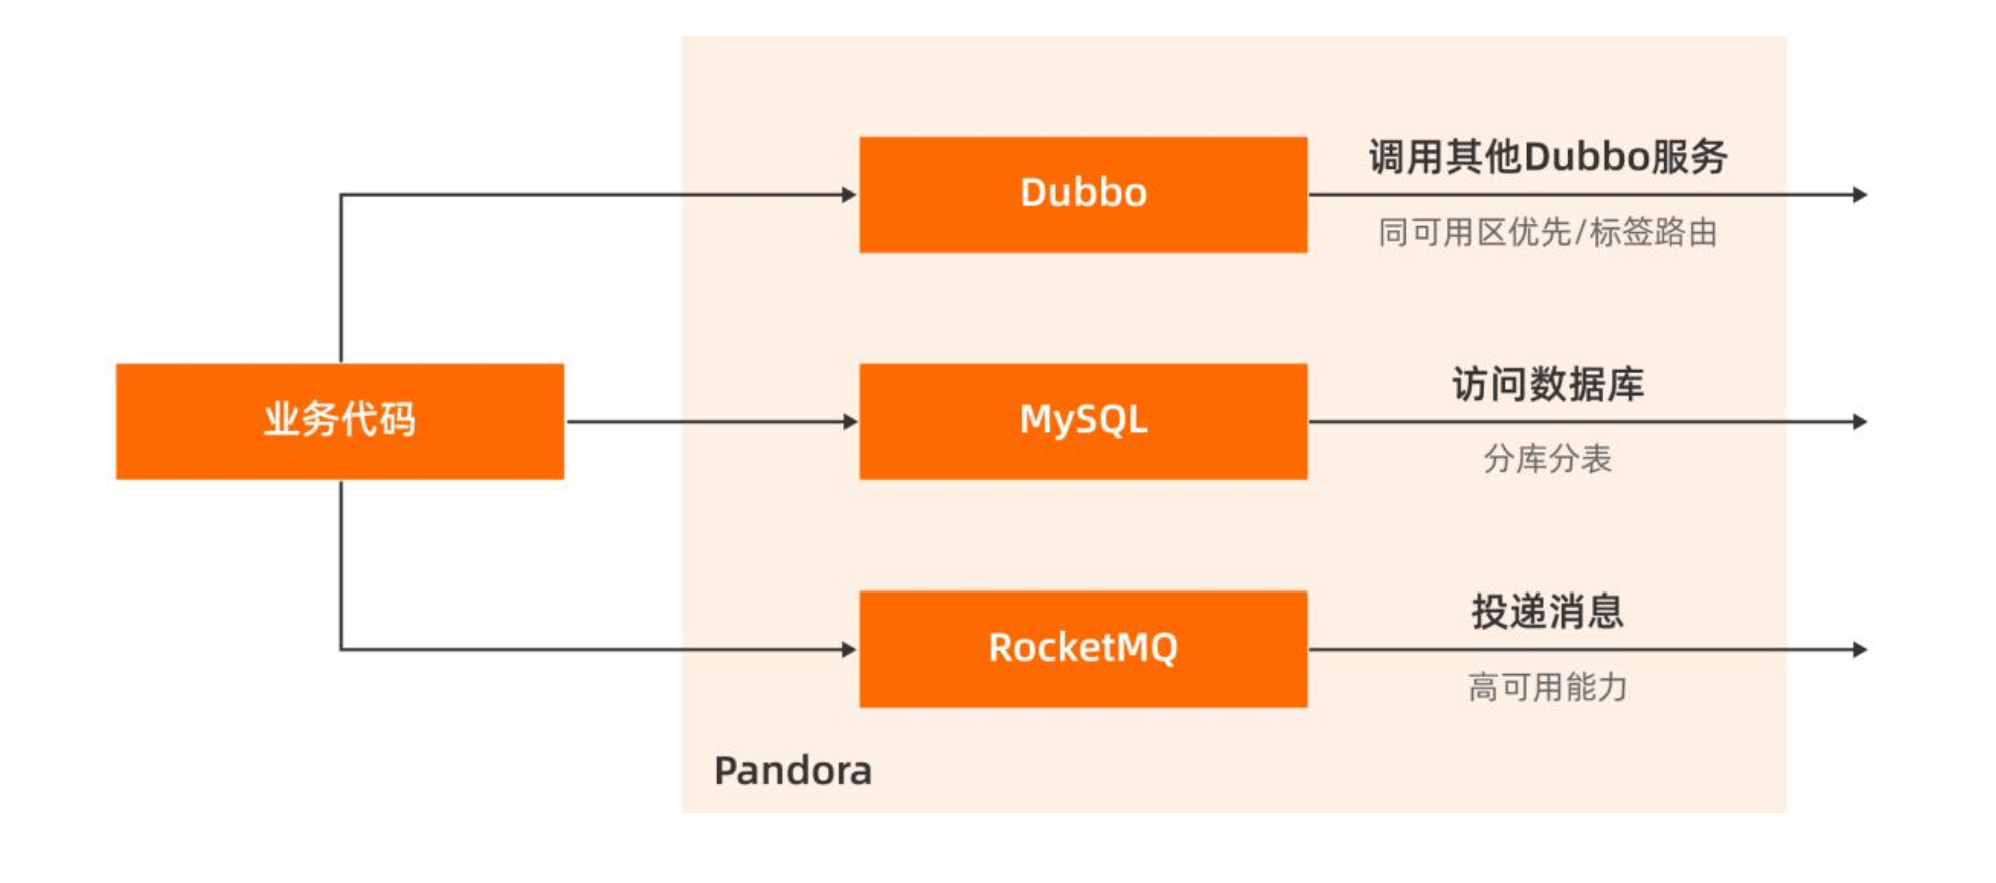 调用其他Dubbo服务
Dubbo
同可用区优先/标签路由
访问数据库
业务代码
MySQL
分库分表
投递消息
RocketMQ
高可用能力
Pandora